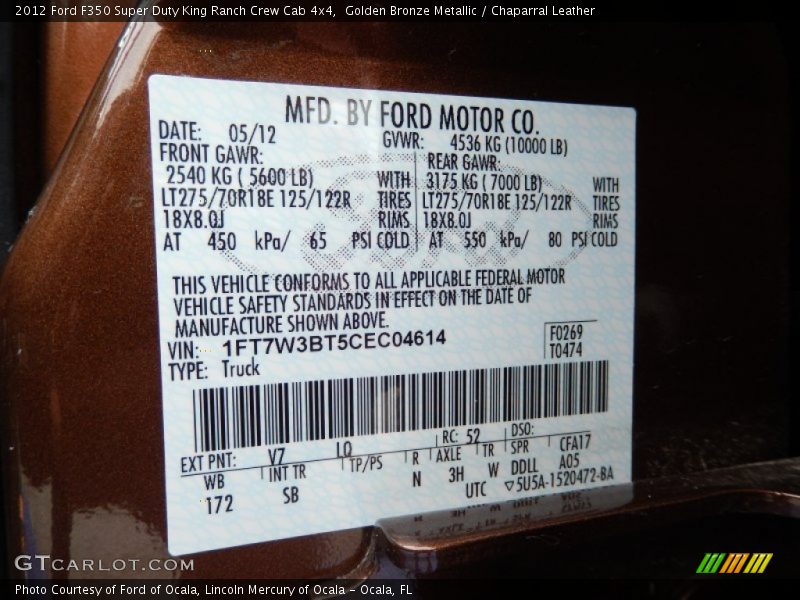 2012 Ford F350 Super Duty King Ranch Crew Cab 4x4,  Golden Bronze Metallic / Chaparral Leather
MFD. BY FORD MOTOR CO.
DATE: 05/12 GVWR: 4536 KG (10000 LB)
FRONT GAWR: REAR GAWR:
2540 KG ( 5600 LB) WITH 3175 KG ( 7000 LB) WITH
LT275/70R18E 125/122R TIRES LT275/70R18E 125/122R TIRES
18X8.0J RIMS 18X8.0J RIMS
AT 450 kPa/ 65 PSI COLD AT 550 kPa/ 80 PSI COLD
THIS VEHICLE CONFORMS TO ALL APPLICABLE FEDERAL MOTOR
VEHICLE SAFETY STANDARDS IN EFFECT ON THE DATE OF
MANUFACTURE SHOWN ABOVE.
VIN: 1FT7W3BT5CEC04614 F0269
TYPE: Truck T0474
EXT PNT: V7 LQ RC: 52 DSO:
WB INT TR TP/PS R AXLE TR SPR CFA17
172 SB N 3H W DDLL A05
UTC ▽5U5A-1520472-BA
GTCARLOT.COM
Photo Courtesy of Ford of Ocala, Lincoln Mercury of Ocala - Ocala, FL